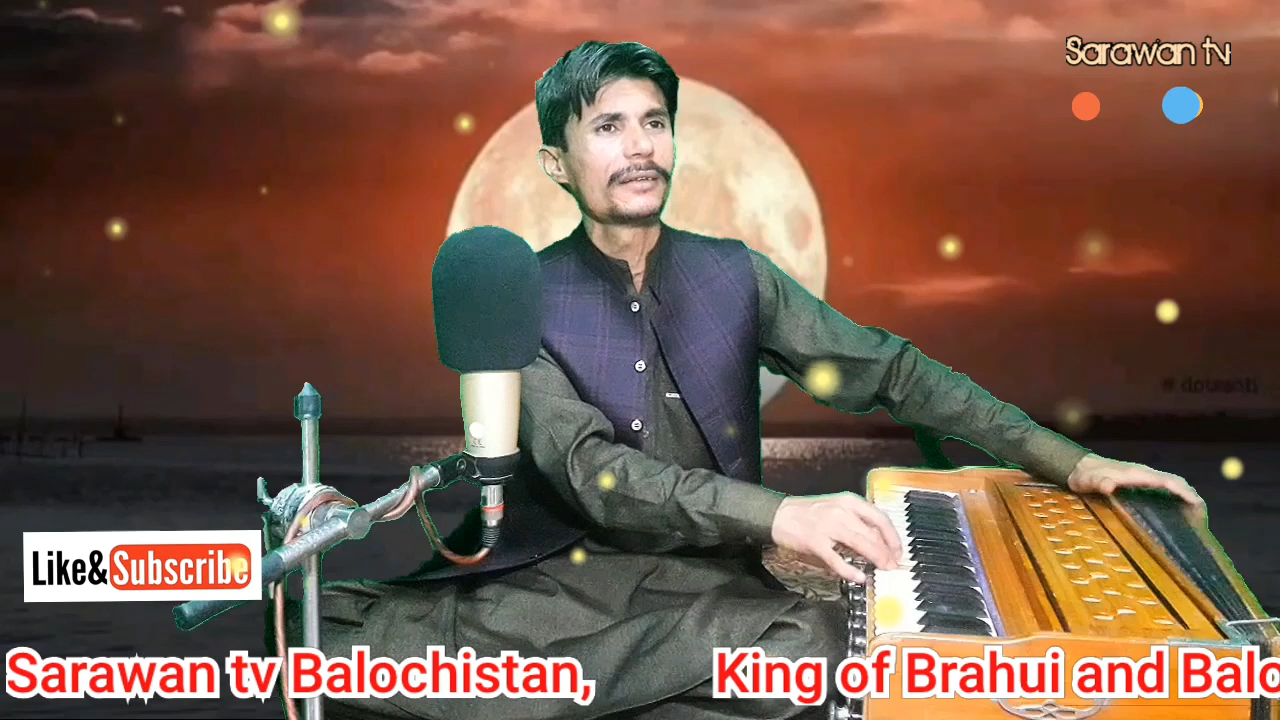 Sarawan tv
Like&Subscribe
Sarawan tv Balochistan, King of Brahui and Balo